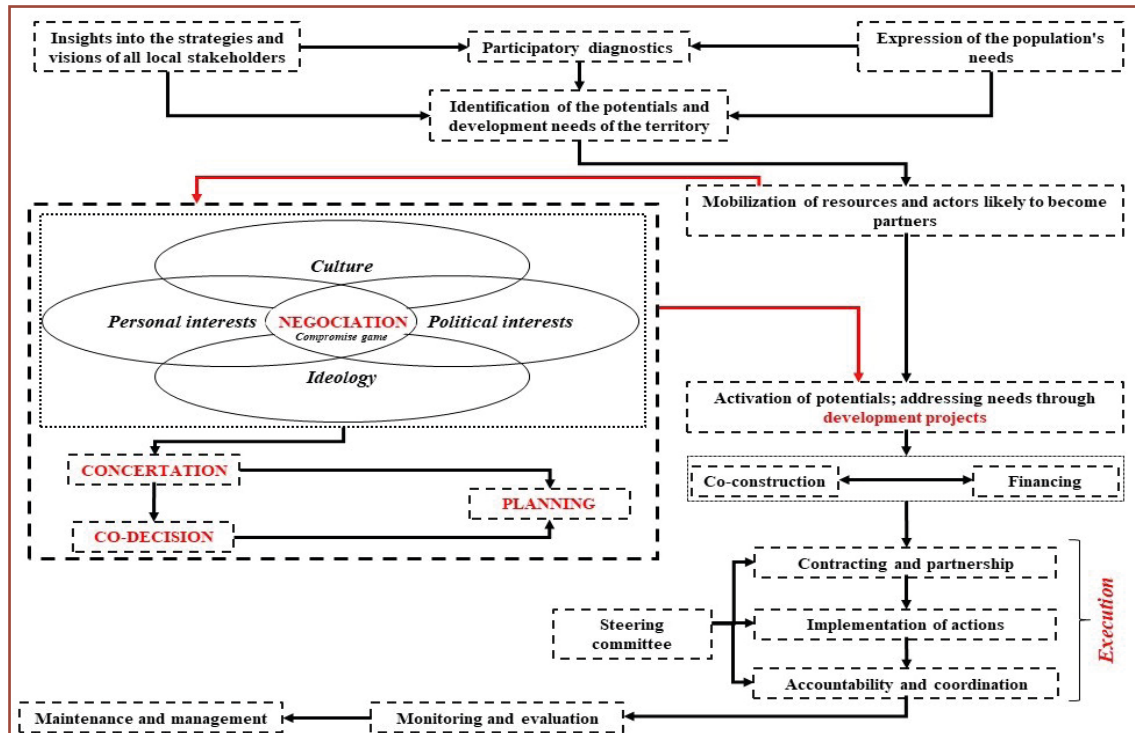 Insights into the strategies and
visions of all local stakeholders
Participatory diagnostics
Expression of the population's
needs
Identification of the potentials and
development needs of the territory
Mobilization of resources and actors likely to become
partners
Culture
Personal interests
NEGOCIATION
Compromise game
Political interests
Ideology
CONCERTATION
PLANNING
CO-DECISION
Activation of potentials; addressing needs through
development projects
Co-construction
Financing
Contracting and partnership
Steering
committee
Implementation of actions
Accountability and coordination
Execution
Maintenance and management
Monitoring and evaluation